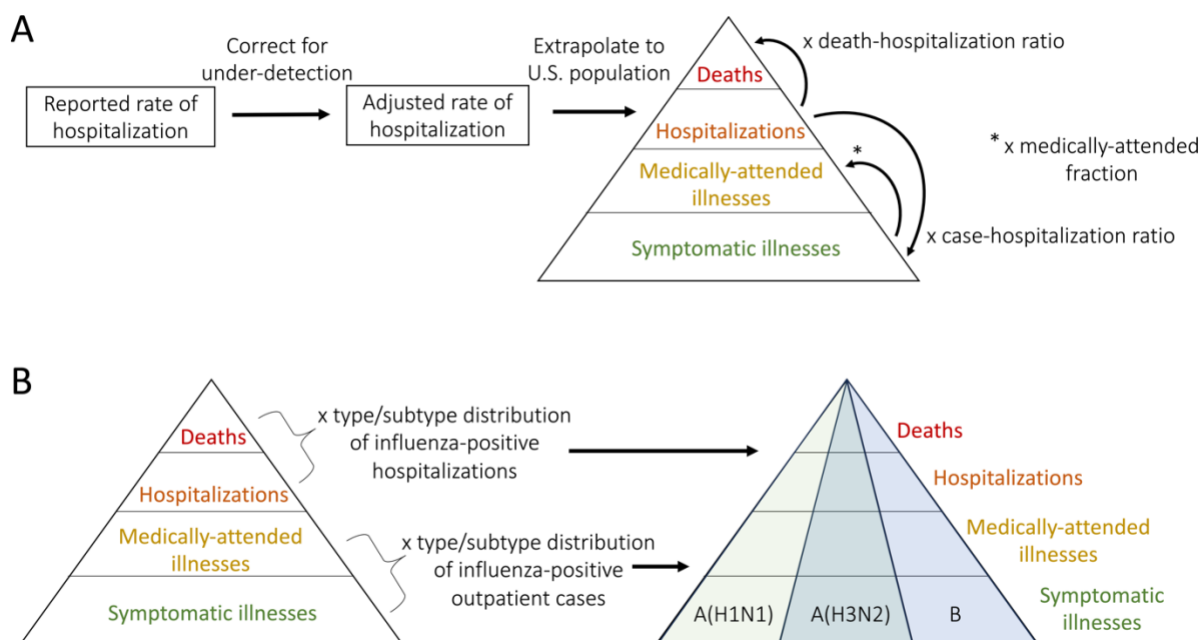 A
Correct for
under-detection
Extrapolate to
U.S. population
x death-hospitalization ratio
Deaths
Reported rate of
hospitalization
Adjusted rate of
hospitalization
Hospitalizations
*
* x medically-attended
fraction
Medically-attended
illnesses
Symptomatic illnesses
x case-hospitalization ratio
B
Deaths
x type/subtype distribution
of influenza-positive
hospitalizations
Hospitalizations
Medically-attended
illnesses
x type/subtype distribution
of influenza-positive
outpatient cases
Symptomatic illnesses
Deaths
Hospitalizations
Medically-attended
illnesses
A(H1N1)
A(H3N2)
B
Symptomatic
illnesses